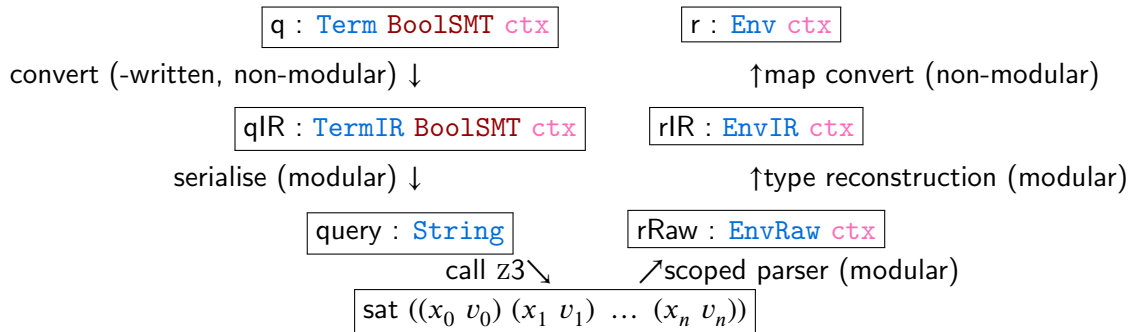 q : Term BoolSMT ctx r : Env ctx
convert (-written, non-modular) ↓ ↑map convert (non-modular)
qIR : TermIR BoolSMT ctx rIR : EnvIR ctx
serialise (modular) ↓ ↑type reconstruction (modular)
query : String rRaw : EnvRaw ctx
call z3↘ ↗scoped parser (modular)
sat ((x₀ v₀) (x₁ v₁) … (xₙ vₙ))